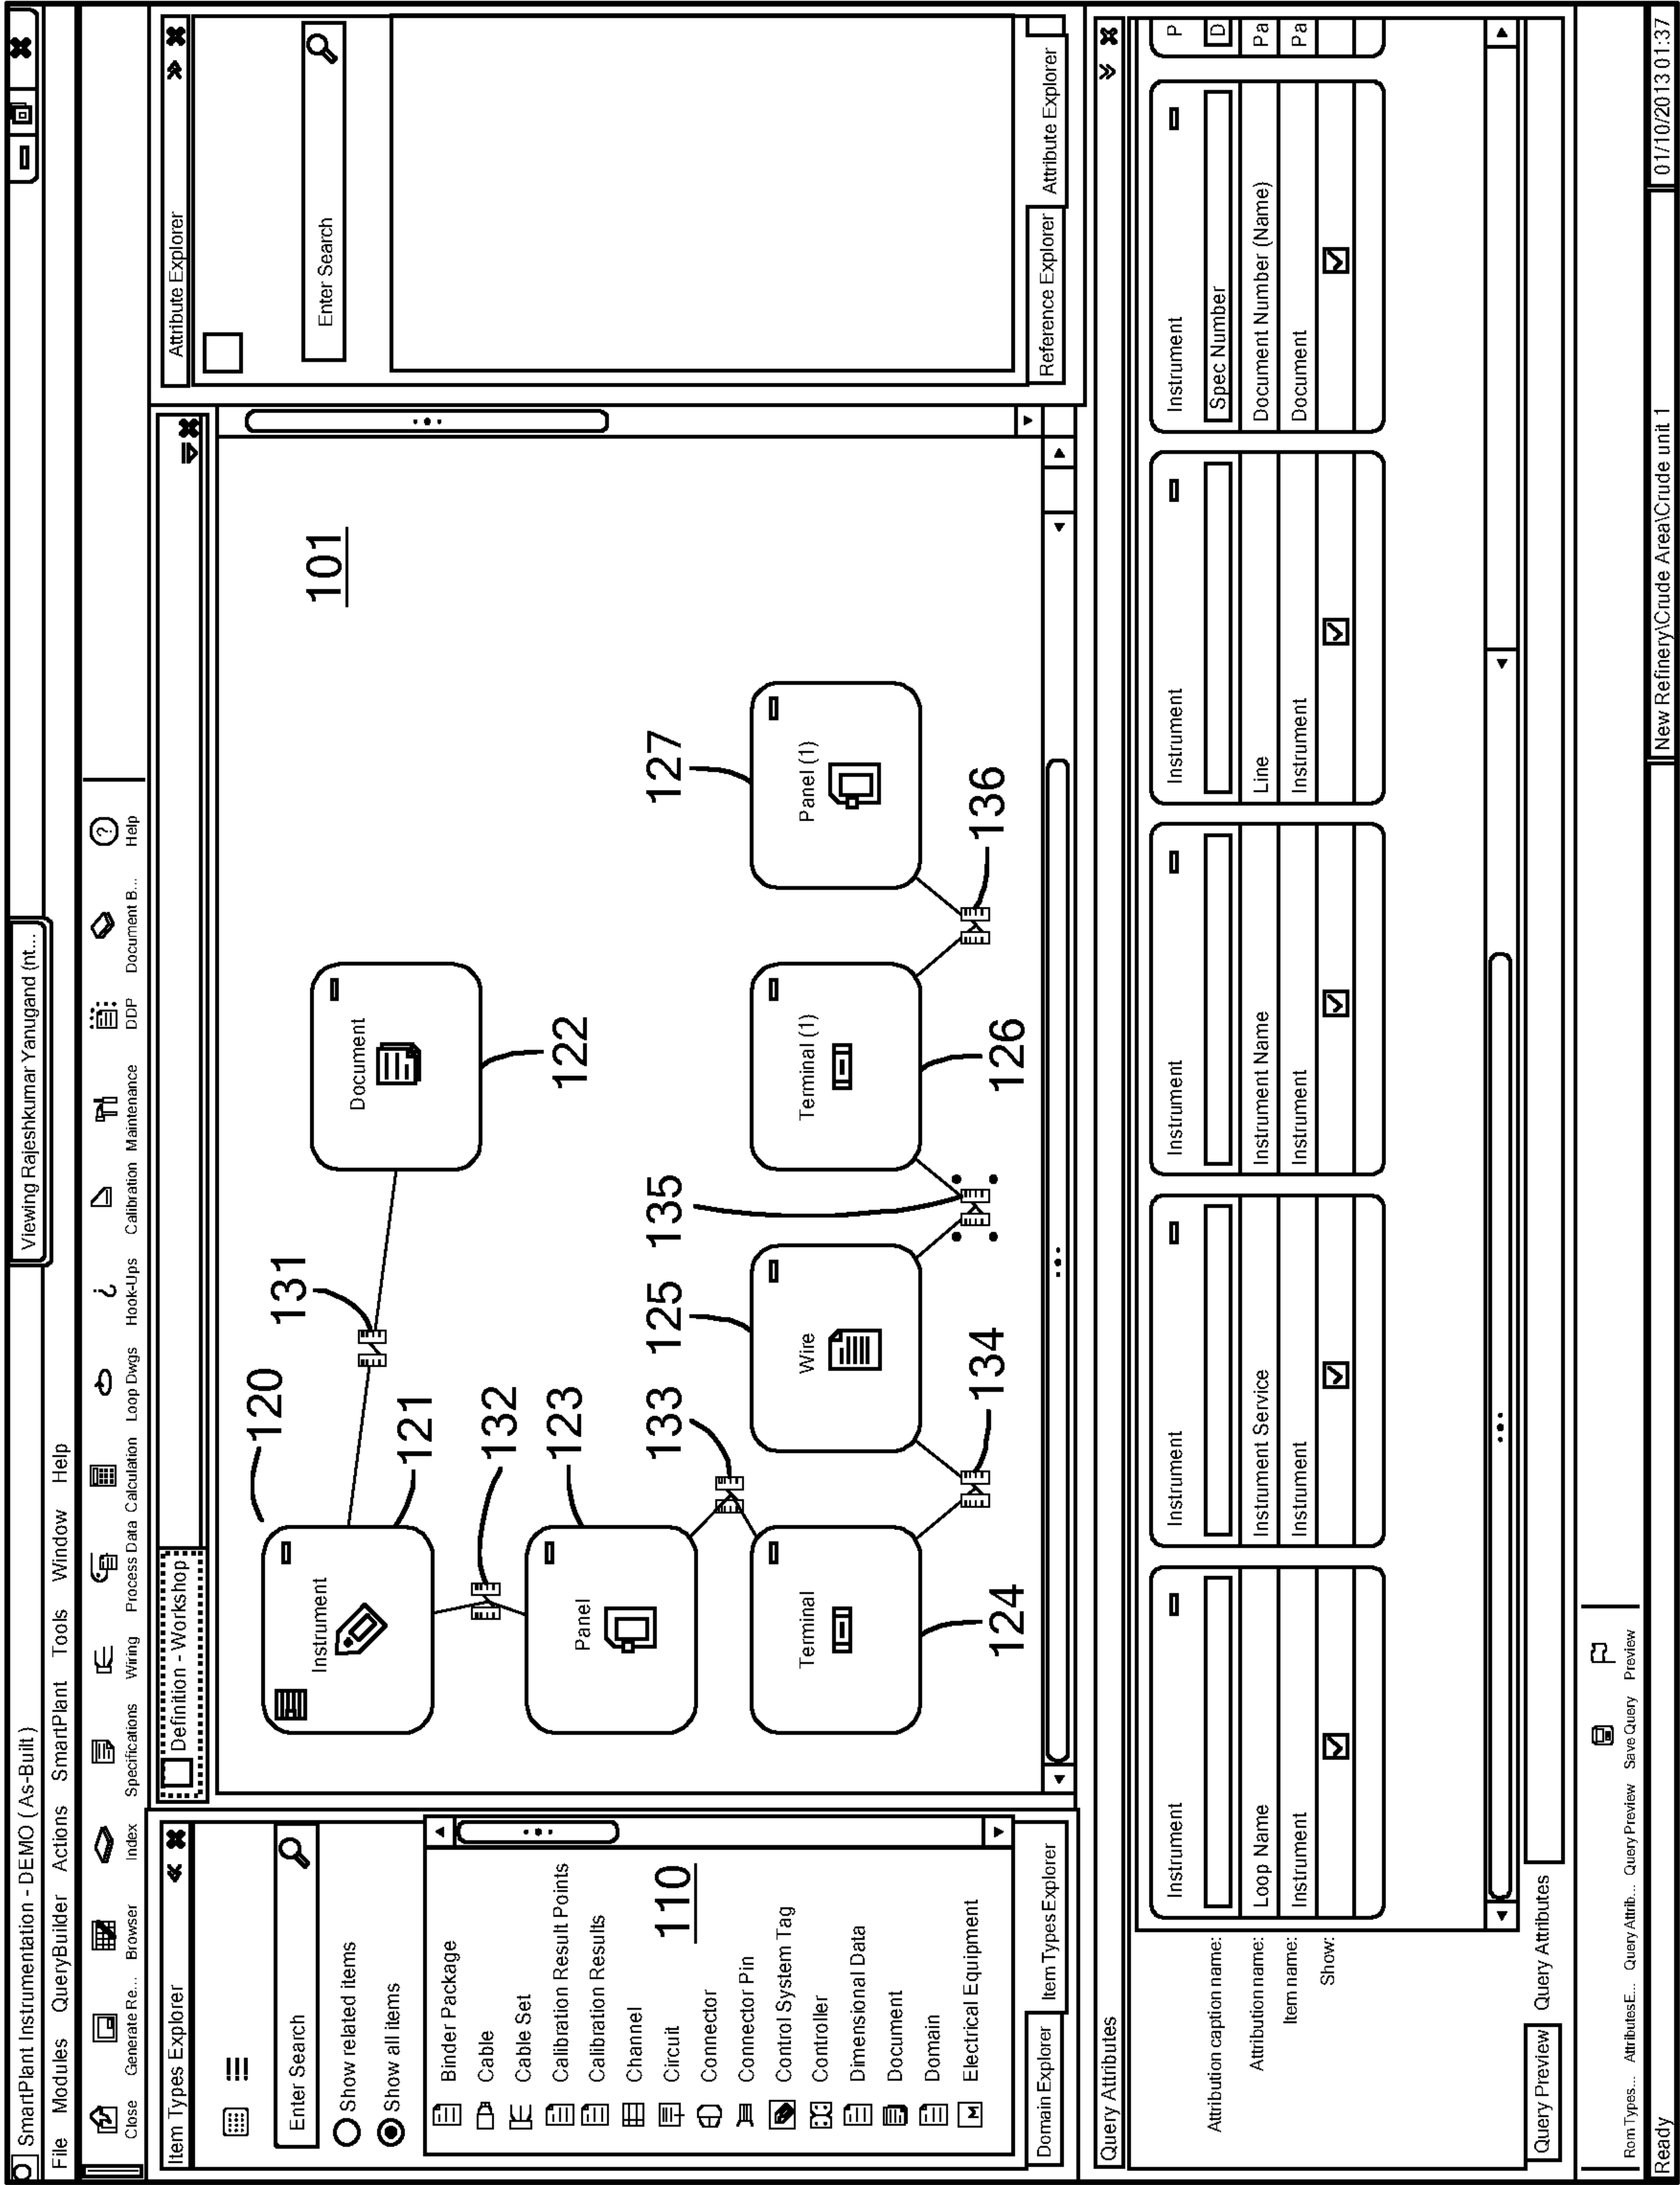 SmartPlant Instrumentation - DEMO ( As-Built )
Viewing Rajeshkumar Yanugand (nt...
File Modules QueryBuilder Actions SmartPlant Tools Window Help
Close Generate Re... Browser Index Specifications Wiring Process Data Calculation Loop Dwgs Hook-Ups Calibration Maintenance DDP Document B... Help
Item Types Explorer
Enter Search
Show related items
Show all items
Binder Package
Cable
Cable Set
Calibration Result Points
Calibration Results
Channel
110
Circuit
Connector
Connector Pin
Control System Tag
Controller
Dimensional Data
Document
Domain
Electrical Equipment
Domain Explorer Item Types Explorer
Definition - Workshop
101
120
Instrument
121
131
Document
122
132
Panel
123
133
Terminal
124
134
Wire
125
135
Terminal (1)
126
136
Panel (1)
127
Attribute Explorer
Enter Search
Reference Explorer Attribute Explorer
Query Attributes
Attribution caption name:
Attribution name:
Item name:
Show:
Instrument
Loop Name
Instrument
Instrument
Instrument Service
Instrument
Instrument
Instrument Name
Instrument
Instrument
Line
Instrument
Instrument
Spec Number
Document Number (Name)
Document
P
D
Pa
Pa
Query Preview Query Attributes
Rom Types... AttributesE... Query Attrib... Query Preview Save Query Preview
Ready
New Refinery\Crude Area\Crude unit 1
01/10/2013 01:37